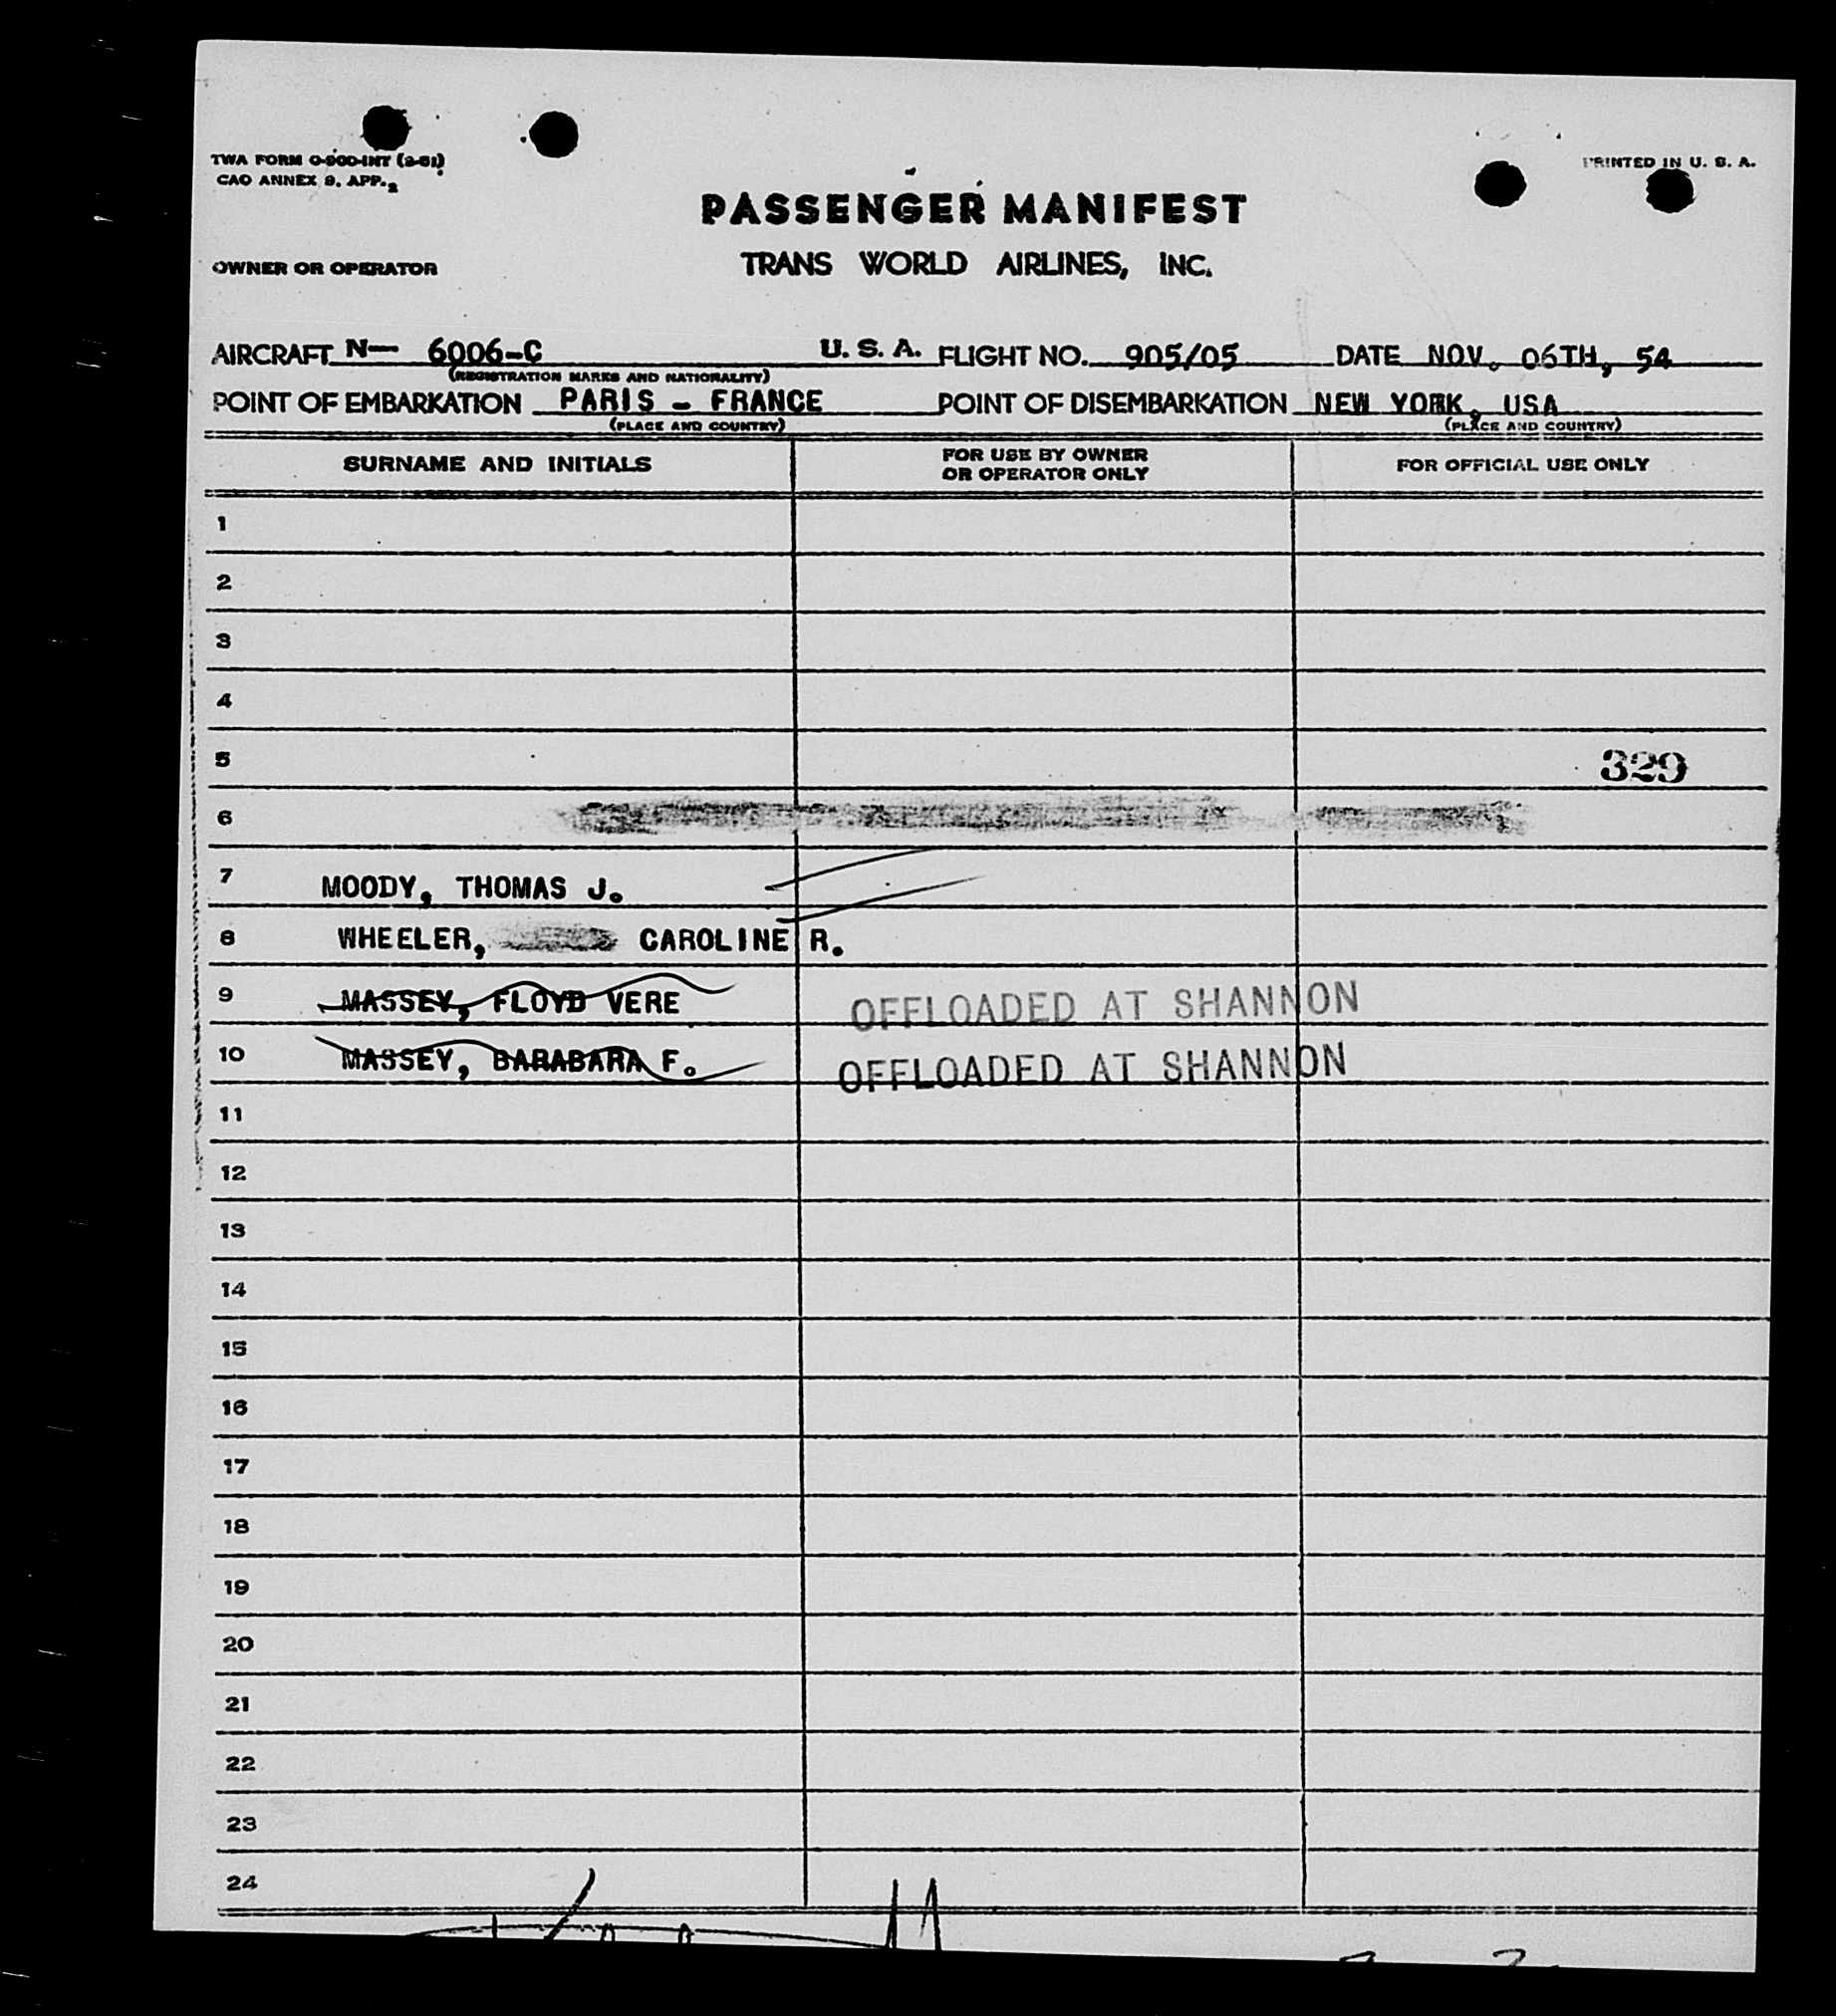 TWA FORM O-900-INT (2-51)
CAO ANNEX 9, APP. 2
PRINTED IN U. S. A.
PASSENGER MANIFEST
OWNER OR OPERATOR TRANS WORLD AIRLINES, INC.
AIRCRAFT N— 6006-C U. S. A. FLIGHT NO. 905/05 DATE NOV. 06TH, 54
(REGISTRATION MARKS AND NATIONALITY)
POINT OF EMBARKATION PARIS - FRANCE POINT OF DISEMBARKATION NEW YORK, USA
(PLACE AND COUNTRY) (PLACE AND COUNTRY)
SURNAME AND INITIALS FOR USE BY OWNER OR OPERATOR ONLY FOR OFFICIAL USE ONLY
1
2
3
4
5 329
6
7 MOODY, THOMAS J.
8 WHEELER, CAROLINE R.
9 MASSEY, FLOYD VERE OFFLOADED AT SHANNON
10 MASSEY, BARABARA F. OFFLOADED AT SHANNON
11
12
13
14
15
16
17
18
19
20
21
22
23
24